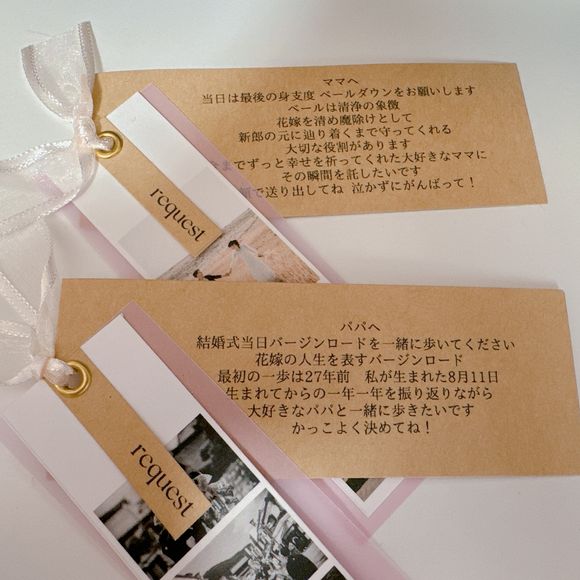 ママへ
当日は最後の身支度 ベールダウンをお願いします
ベールは清浄の象徴
花嫁を清め魔除けとして
新郎の元に辿り着くまで守ってくれる
大切な役割があります
までずっと幸せを祈ってくれた大好きなママに
その瞬間を託したいです
で送り出してね 泣かずにがんばって！
request
パパへ
結婚式当日バージンロードを一緒に歩いてください
花嫁の人生を表すバージンロード
最初の一歩は27年前 私が生まれた8月11日
生まれてからの一年一年を振り返りながら
大好きなパパと一緒に歩きたいです
かっこよく決めてね！
request